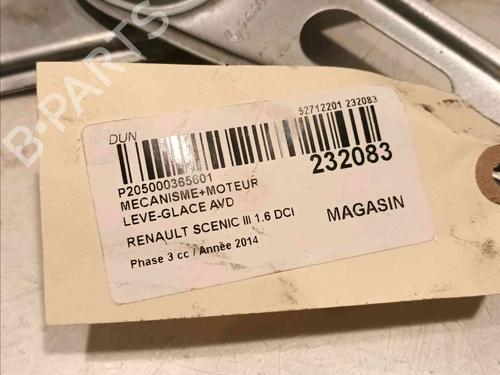 B-PARTS
DUN
52712201 232083
P205000365601
232083
MECANISME+MOTEUR
LEVE-GLACE AVD
RENAULT SCENIC III 1.6 DCI
MAGASIN
Phase 3 cc / Année 2014